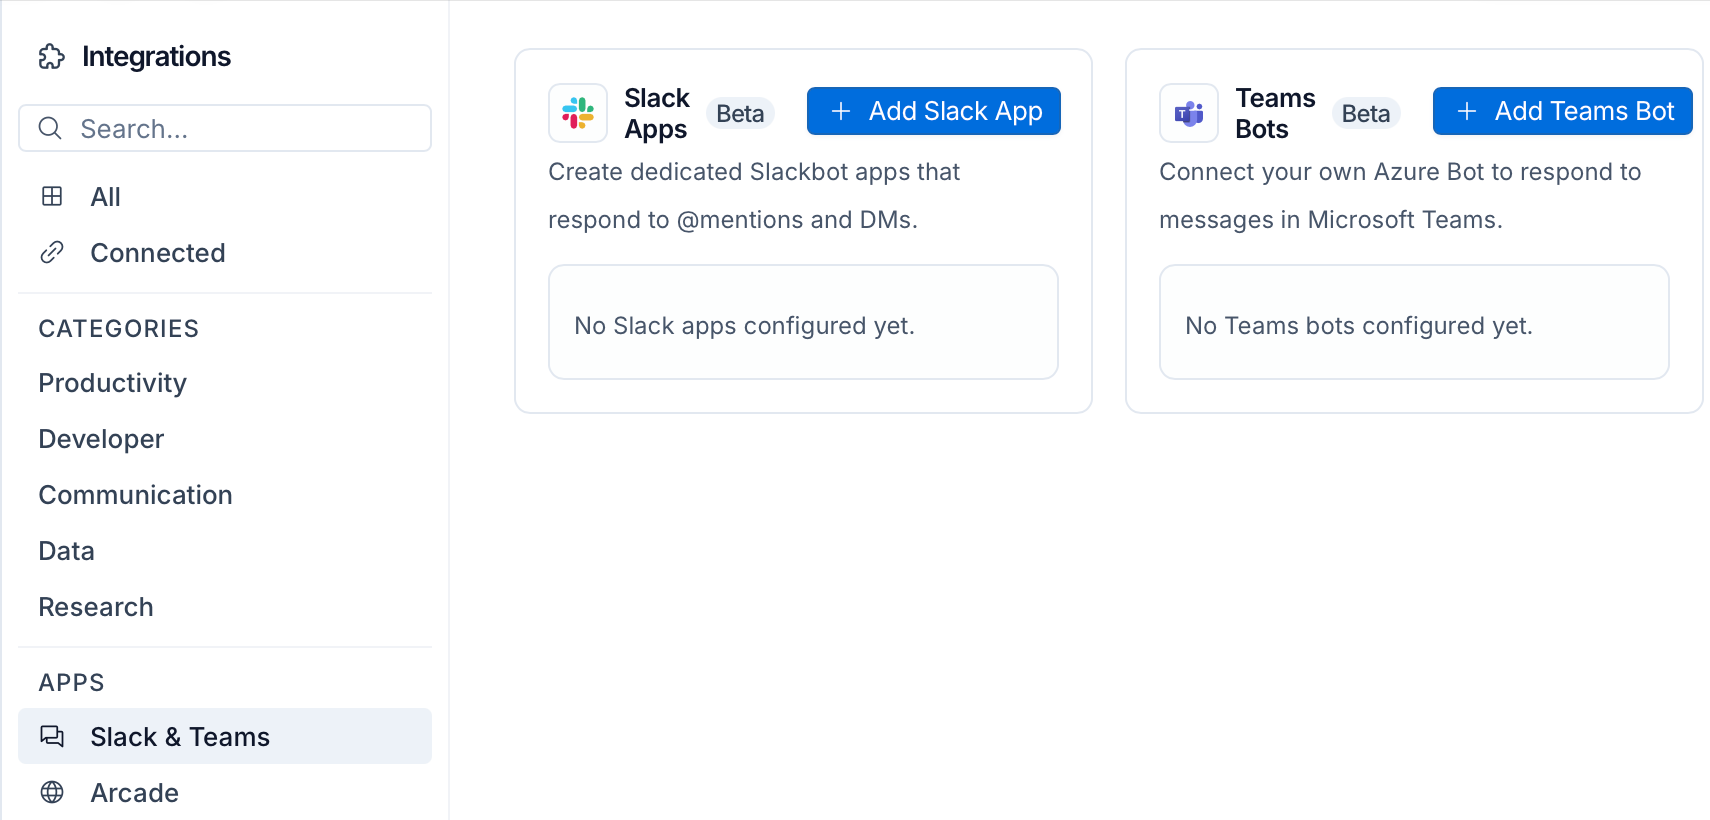 Integrations
Search...
All
Connected
CATEGORIES
Productivity
Developer
Communication
Data
Research
APPS
Slack & Teams
Arcade
Slack
Apps
Beta
Add Slack App
Create dedicated Slackbot apps that
respond to @mentions and DMs.
No Slack apps configured yet.
Teams
Bots
Beta
Add Teams Bot
Connect your own Azure Bot to respond to
messages in Microsoft Teams.
No Teams bots configured yet.